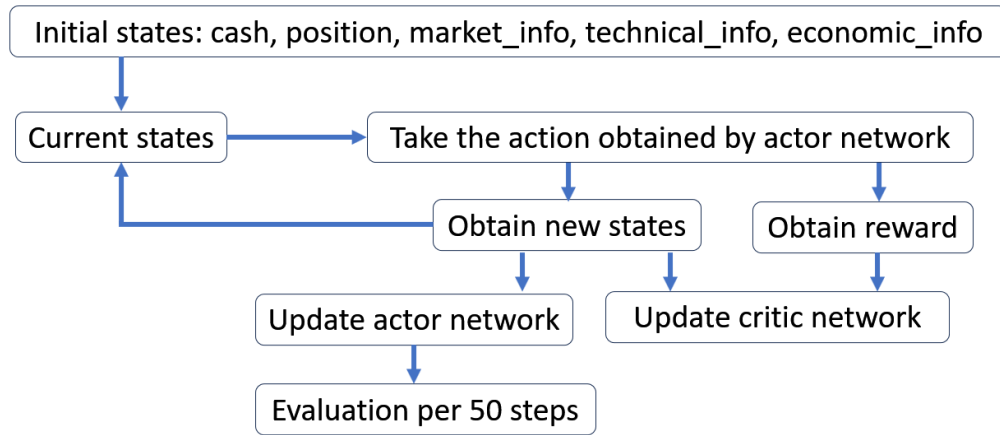 Initial states: cash, position, market_info, technical_info, economic_info
Current states
Take the action obtained by actor network
Obtain new states
Obtain reward
Update actor network
Update critic network
Evaluation per 50 steps